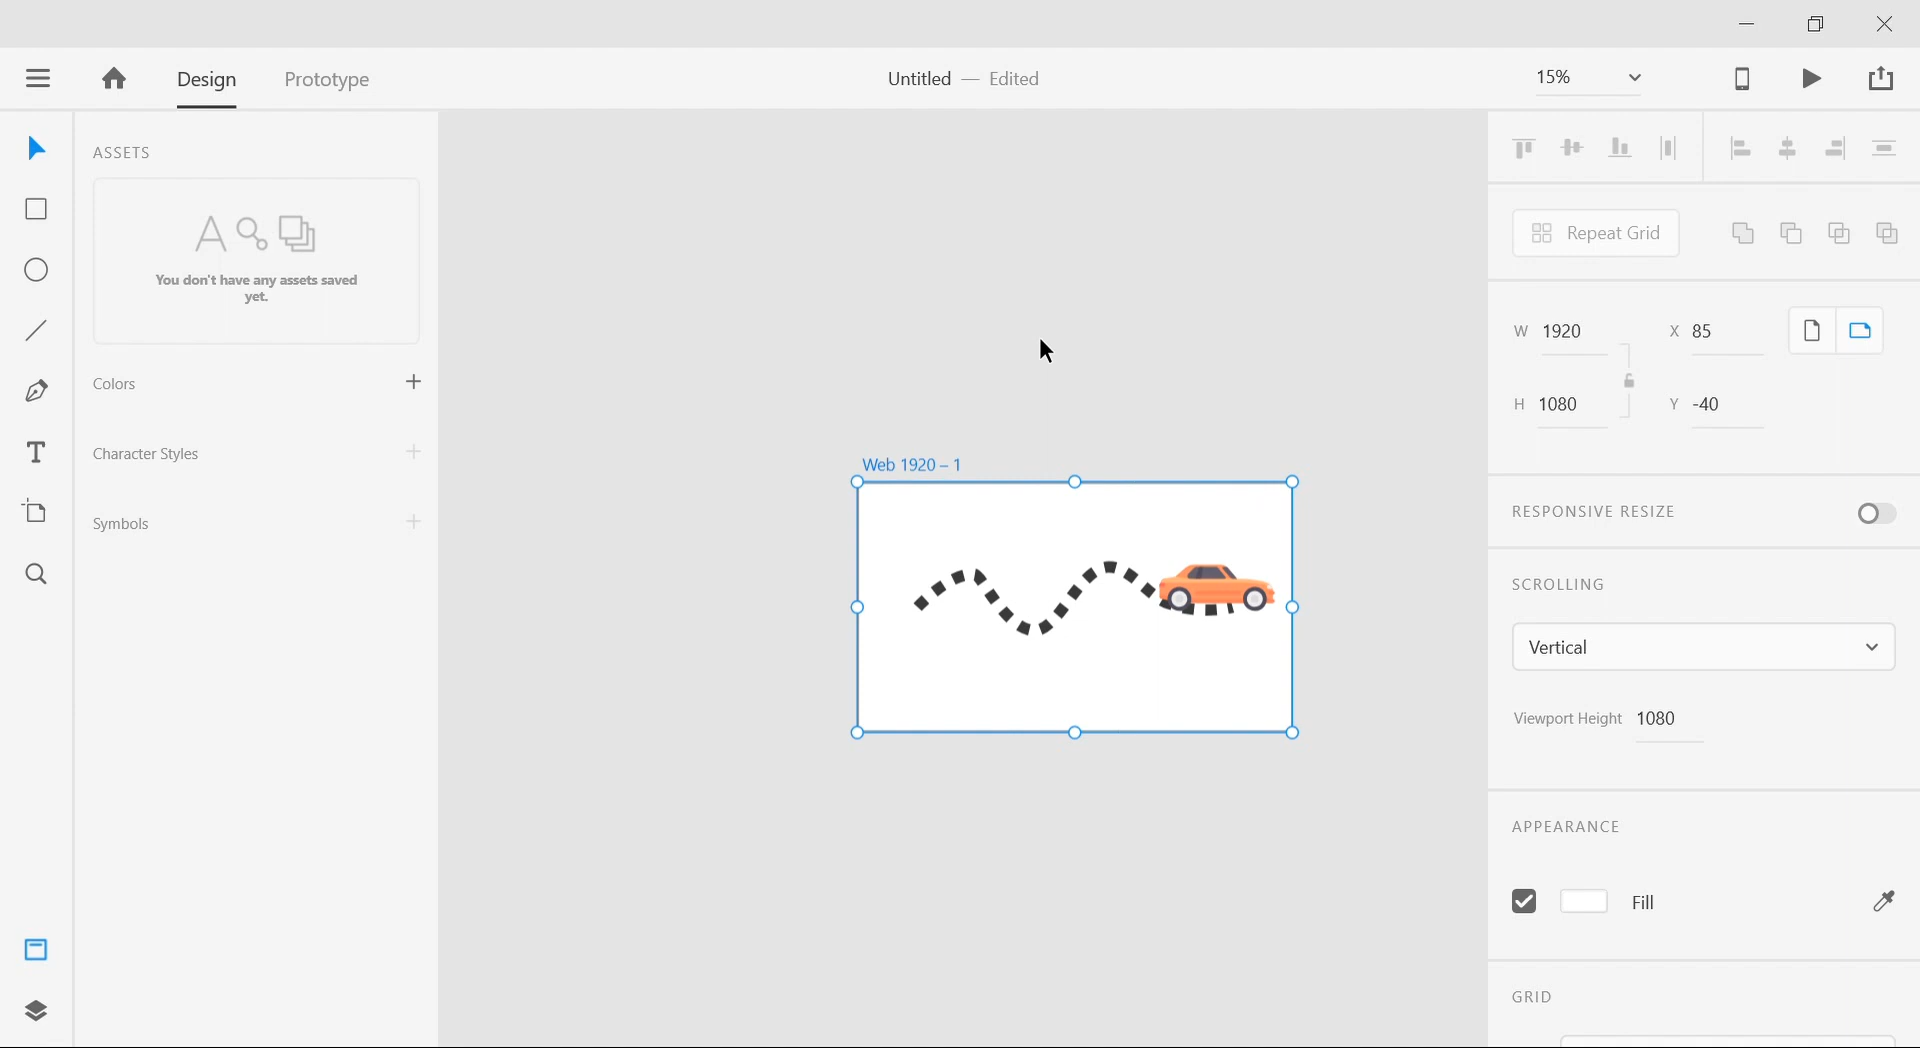 Design
Prototype
Untitled — Edited
15%
ASSETS
You don't have any assets saved
yet.
Colors
Character Styles
Symbols
Web 1920 – 1
Repeat Grid
W 1920
X 85
H 1080
Y -40
RESPONSIVE RESIZE
SCROLLING
Vertical
Viewport Height 1080
APPEARANCE
Fill
GRID